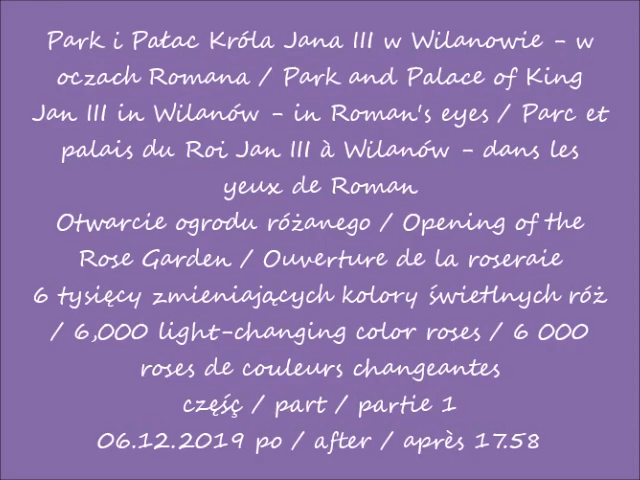 Park i Pałac Króla Jana III w Wilanowie - w
oczach Romana / Park and Palace of King
Jan III in Wilanów - in Roman's eyes / Parc et
palais du Roi Jan III à Wilanów - dans les
yeux de Roman
Otwarcie ogrodu różanego / Opening of the
Rose Garden / Ouverture de la roseraie
6 tysięcy zmieniających kolory świetlnych róż
/ 6,000 light-changing color roses / 6 000
roses de couleurs changeantes
częśç / part / partie 1
06.12.2019 po / after / après 17.58